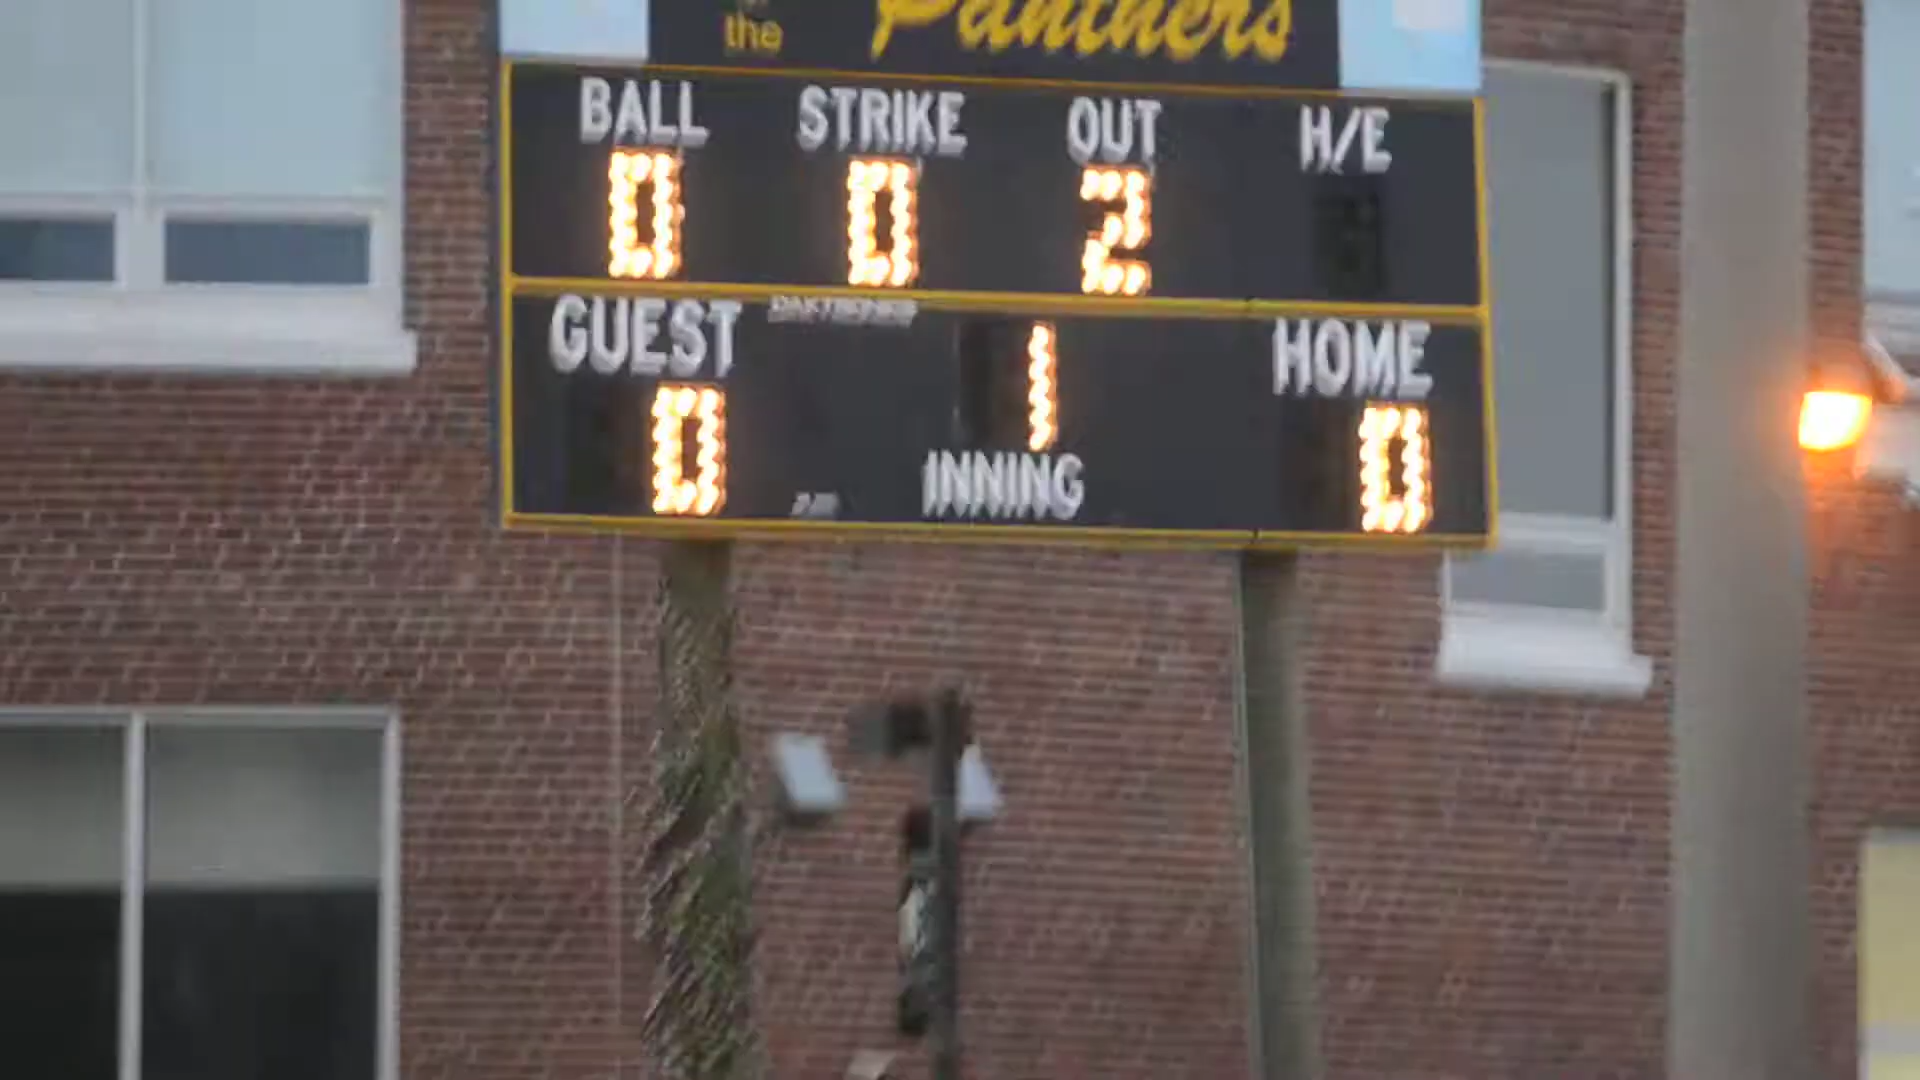 the Panthers
BALL STRIKE OUT H/E
0 0 2
GUEST DAKTRONICS 1 HOME
0 INNING 0